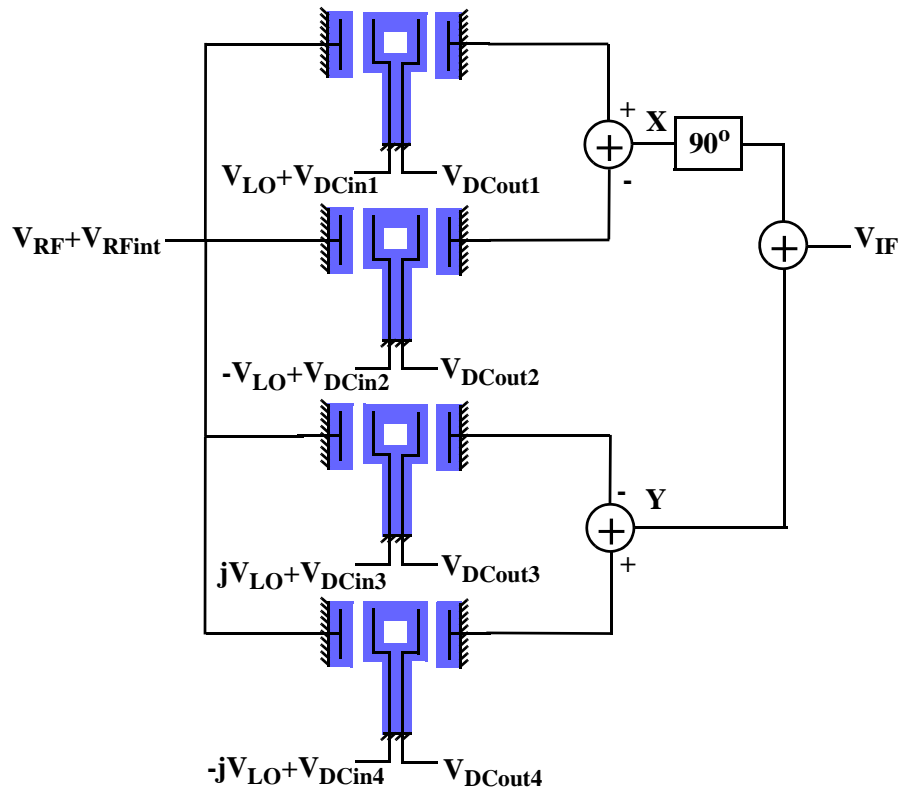 +
X
90°
+
-
V_LO+V_DCin1
V_DCout1
V_RF+V_RFint
+
V_IF
-V_LO+V_DCin2
V_DCout2
-
Y
+
+
jV_LO+V_DCin3
V_DCout3
-jV_LO+V_DCin4
V_DCout4